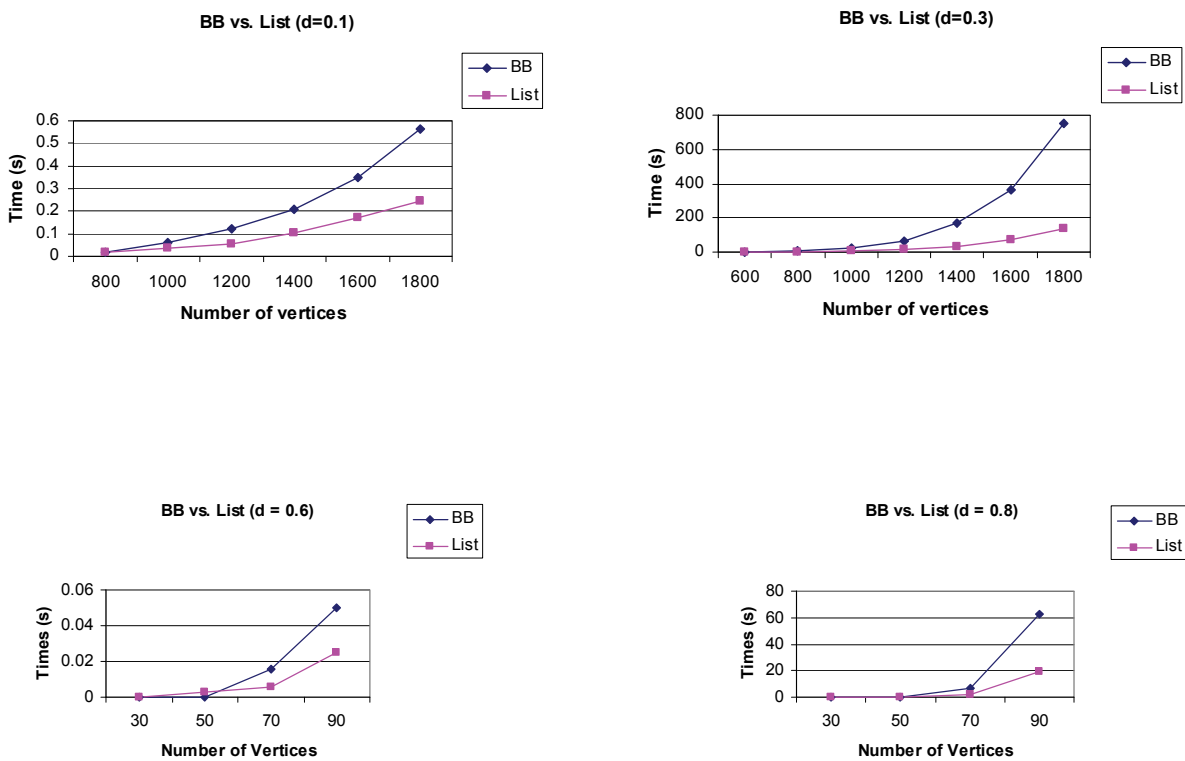 BB vs. List (d=0.1)
BB
List
0.6
0.5
0.4
0.3
0.2
0.1
0
Time (s)
800 1000 1200 1400 1600 1800
Number of vertices
BB vs. List (d=0.3)
BB
List
800
600
400
200
0
Time (s)
600 800 1000 1200 1400 1600 1800
Number of vertices
BB vs. List (d = 0.6)
BB
List
0.06
0.04
0.02
0
Times (s)
30 50 70 90
Number of Vertices
BB vs. List (d = 0.8)
BB
List
80
60
40
20
0
Times (s)
30 50 70 90
Number of Vertices